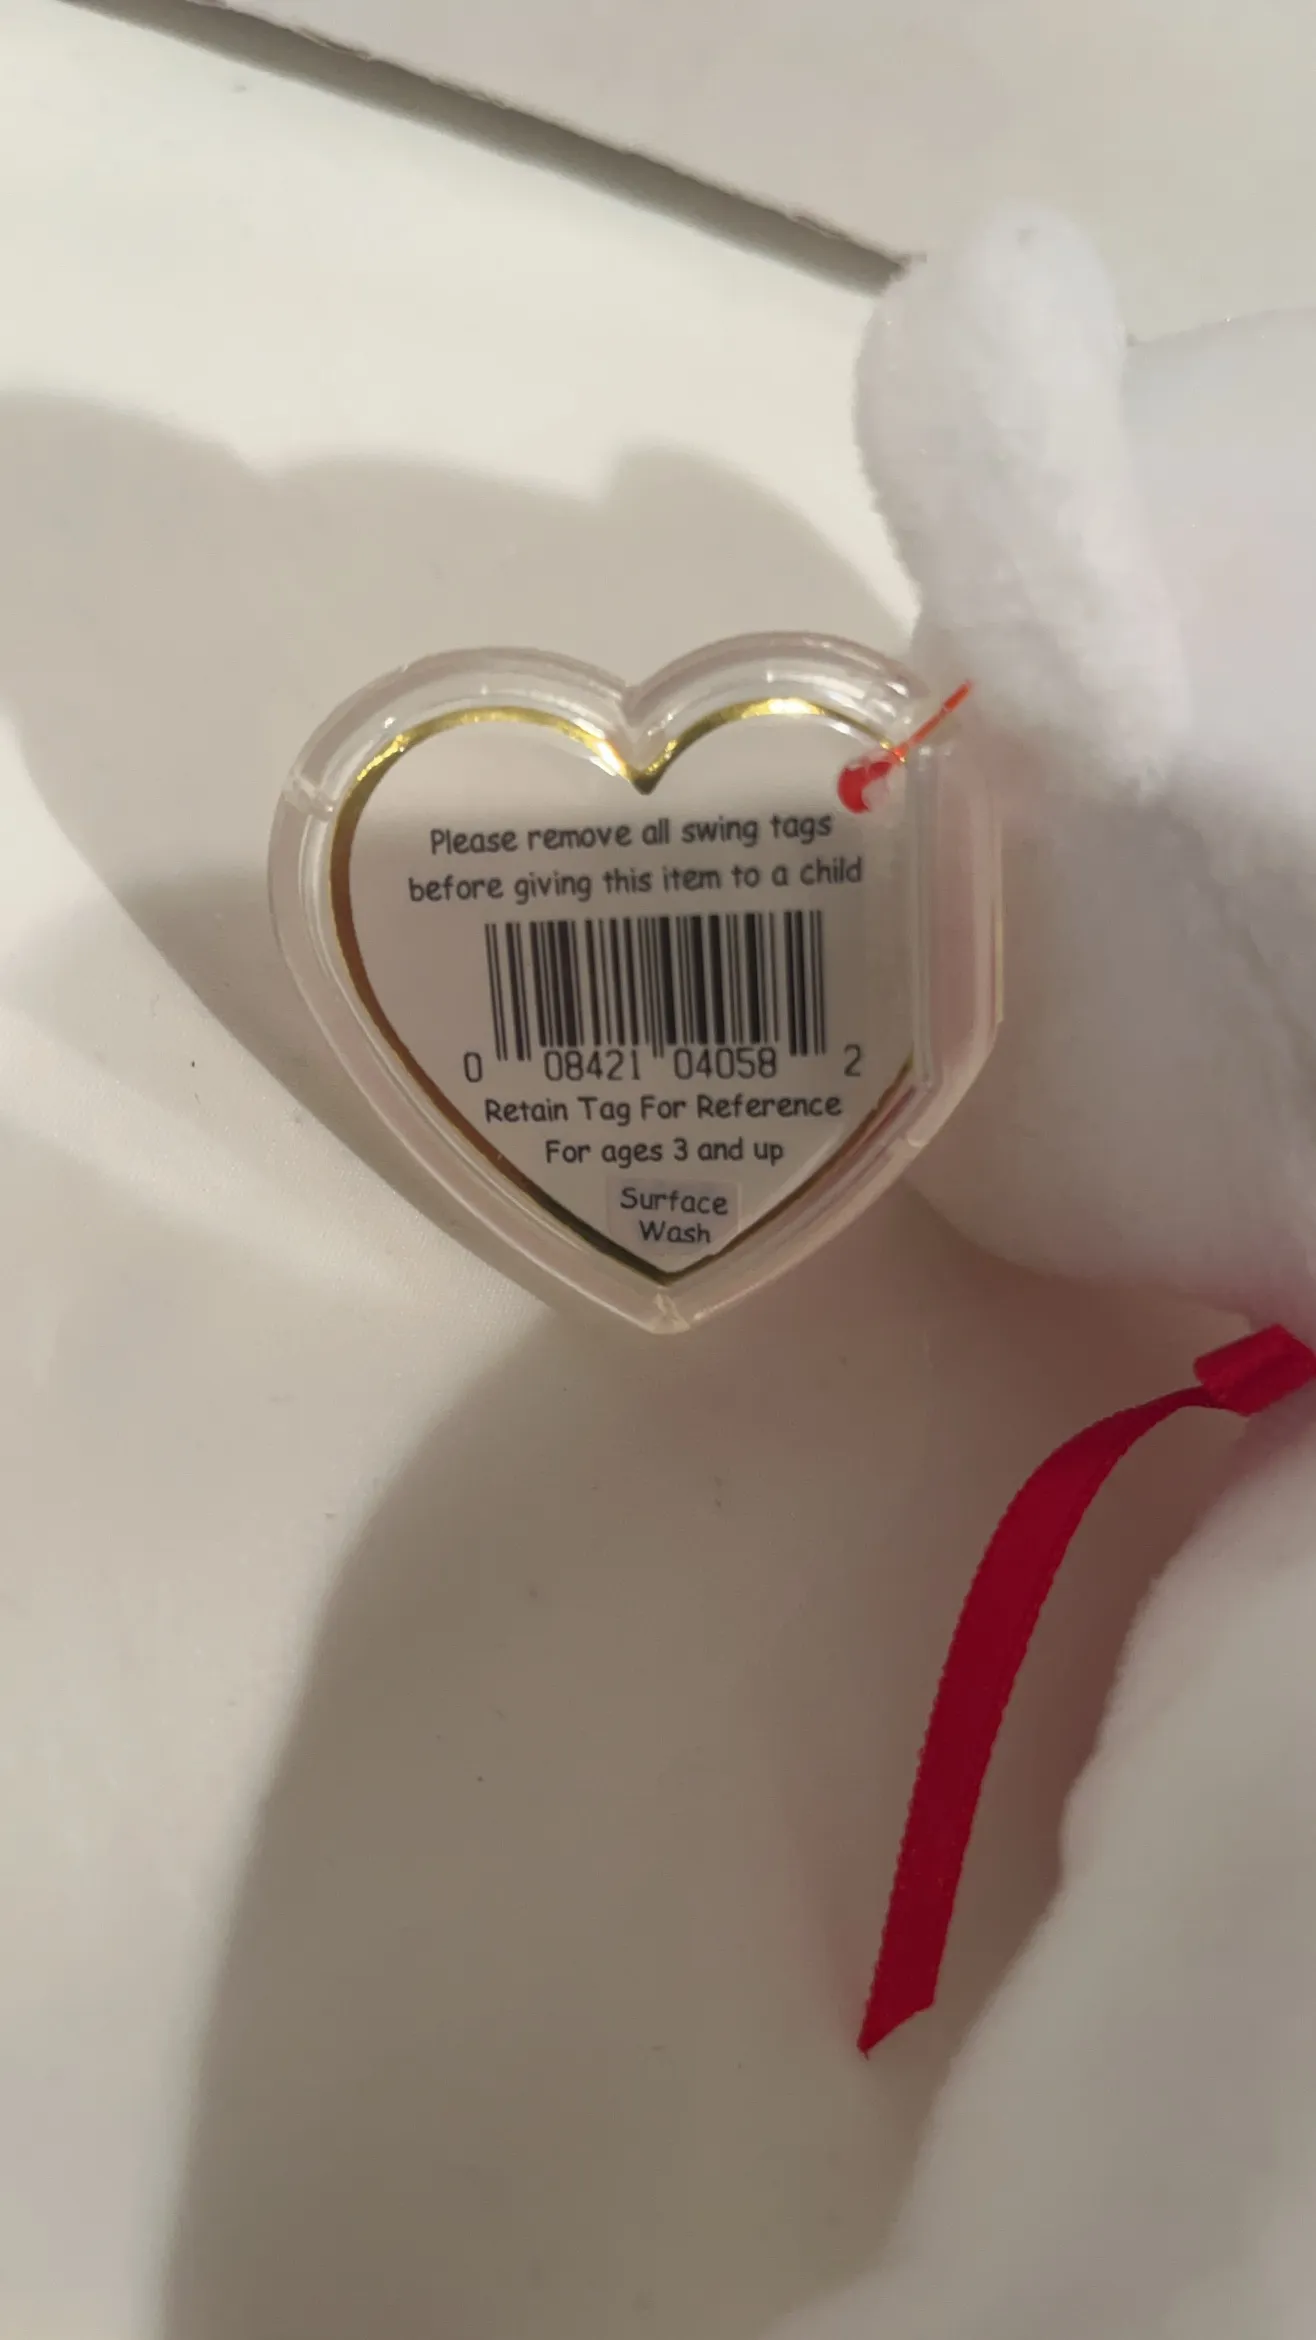 Please remove all swing tags
before giving this item to a child
0 08421 04058 2
Retain Tag For Reference
For ages 3 and up
Surface
Wash